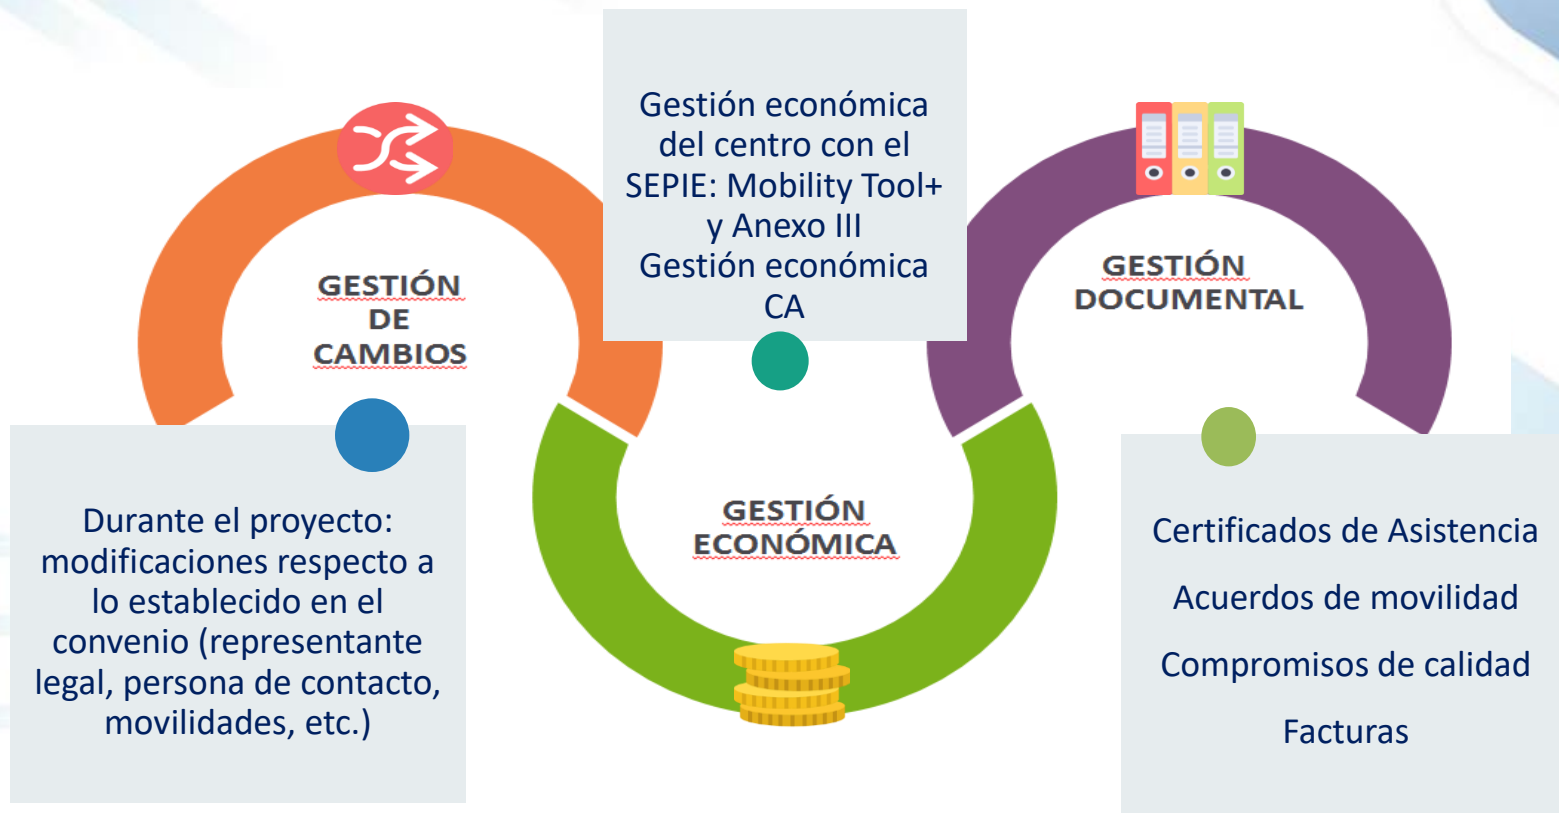 GESTIÓN
DE
CAMBIOS
Durante el proyecto:
modificaciones respecto a
lo establecido en el
convenio (representante
legal, persona de contacto,
movilidades, etc.)
Gestión económica
del centro con el
SEPIE: Mobility Tool+
y Anexo III
Gestión económica
CA
GESTIÓN
ECONÓMICA
GESTIÓN
DOCUMENTAL
Certificados de Asistencia
Acuerdos de movilidad
Compromisos de calidad
Facturas